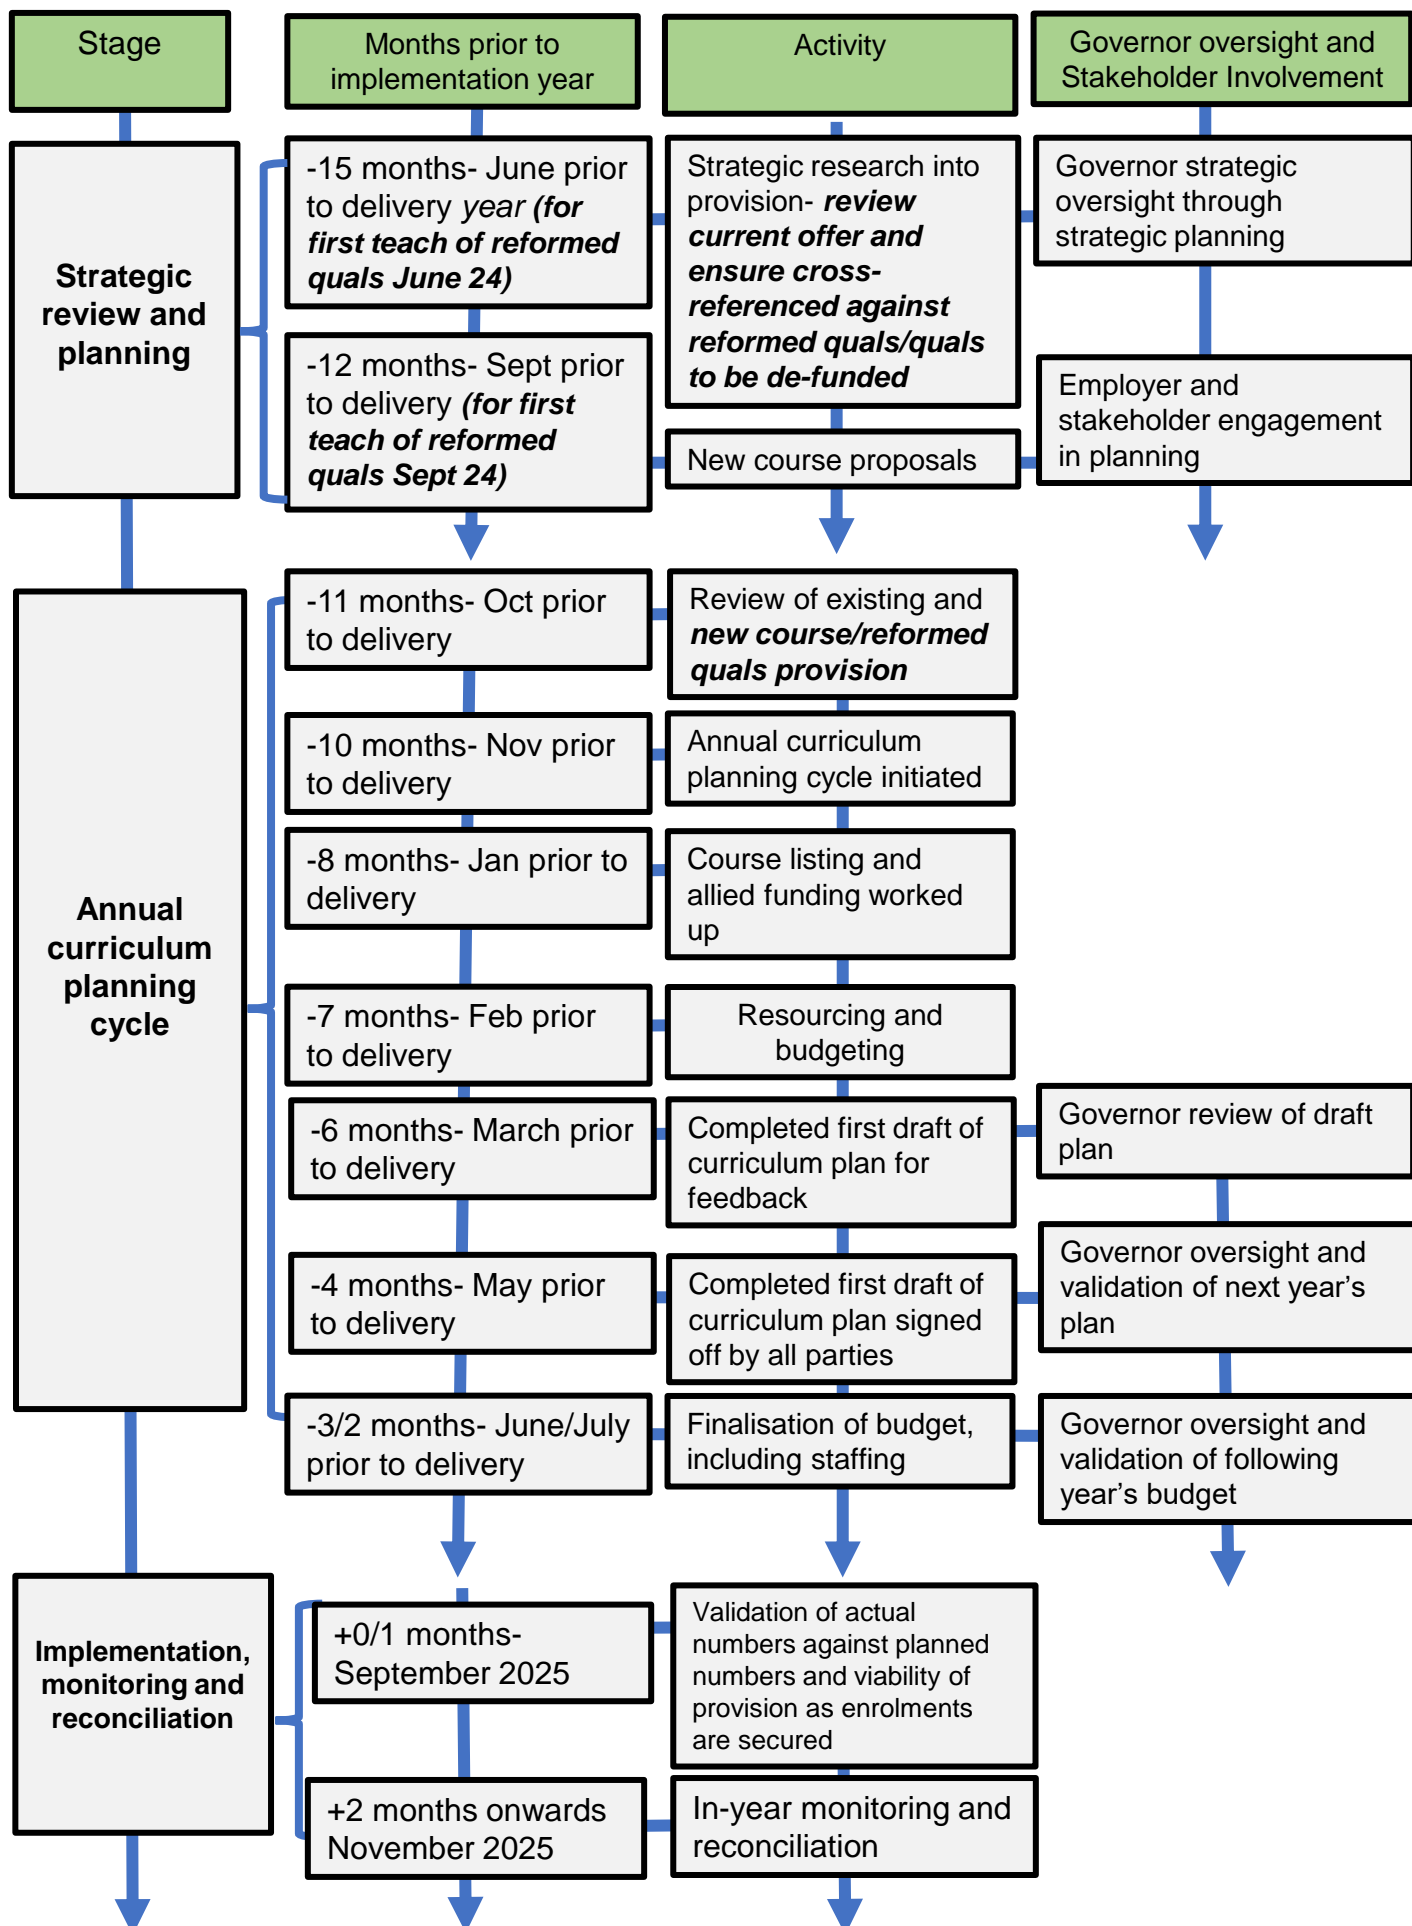 Stage
Months prior to
implementation year
Activity
Governor oversight and
Stakeholder Involvement
Strategic
review and
planning
-15 months- June prior
to delivery year (for
first teach of reformed
quals June 24)
Strategic research into
provision- review
current offer and
ensure cross-
referenced against
reformed quals/quals
to be de-funded
Governor strategic
oversight through
strategic planning
-12 months- Sept prior
to delivery (for first
teach of reformed
quals Sept 24)
New course proposals
Employer and
stakeholder engagement
in planning
Annual
curriculum
planning
cycle
-11 months- Oct prior
to delivery
Review of existing and
new course/reformed
quals provision
-10 months- Nov prior
to delivery
Annual curriculum
planning cycle initiated
-8 months- Jan prior to
delivery
Course listing and
allied funding worked
up
-7 months- Feb prior
to delivery
Resourcing and
budgeting
-6 months- March prior
to delivery
Completed first draft of
curriculum plan for
feedback
Governor review of draft
plan
-4 months- May prior
to delivery
Completed first draft of
curriculum plan signed
off by all parties
Governor oversight and
validation of next year's
plan
-3/2 months- June/July
prior to delivery
Finalisation of budget,
including staffing
Governor oversight and
validation of following
year's budget
Implementation,
monitoring and
reconciliation
+0/1 months-
September 2025
Validation of actual
numbers against planned
numbers and viability of
provision as enrolments
are secured
+2 months onwards
November 2025
In-year monitoring and
reconciliation